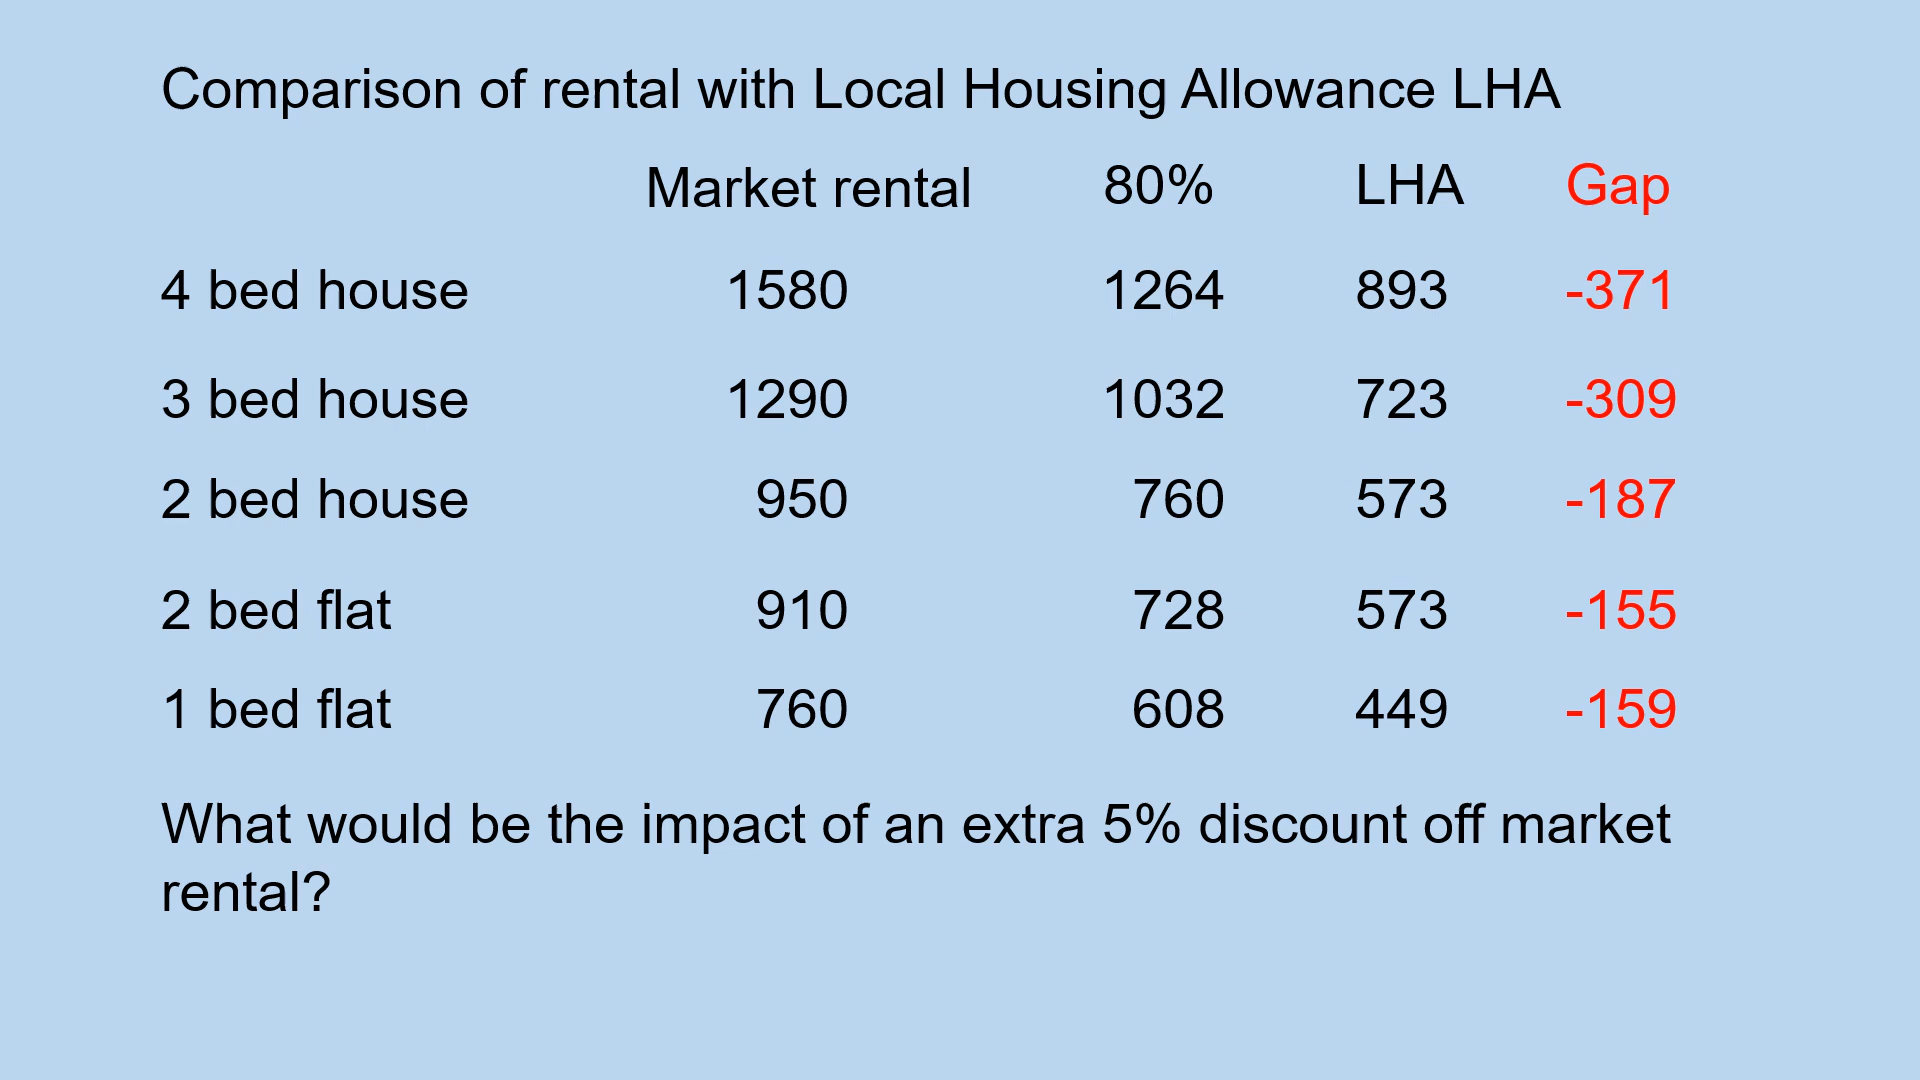 Comparison of rental with Local Housing Allowance LHA
Market rental 80% LHA Gap
4 bed house 1580 1264 893 -371
3 bed house 1290 1032 723 -309
2 bed house 950 760 573 -187
2 bed flat 910 728 573 -155
1 bed flat 760 608 449 -159
What would be the impact of an extra 5% discount off market
rental?